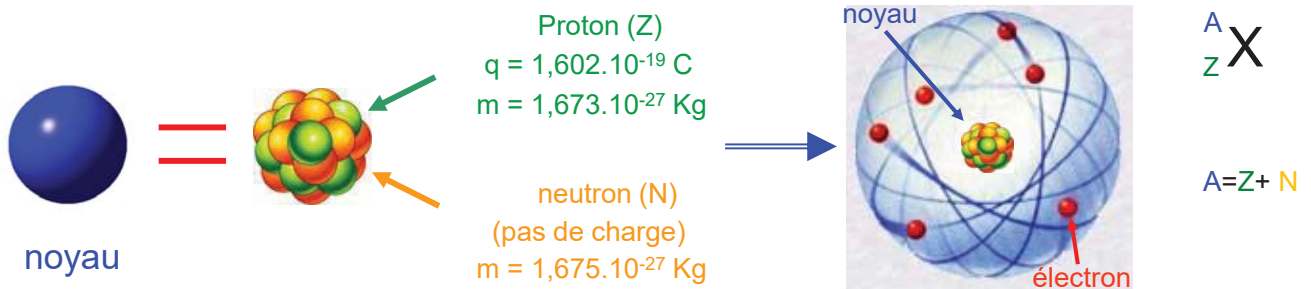 noyau
Proton (Z)
q = 1,602.10⁻¹⁹ C
m = 1,673.10⁻²⁷ Kg
neutron (N)
(pas de charge)
m = 1,675.10⁻²⁷ Kg
noyau
électron
A
Z X
A=Z+ N